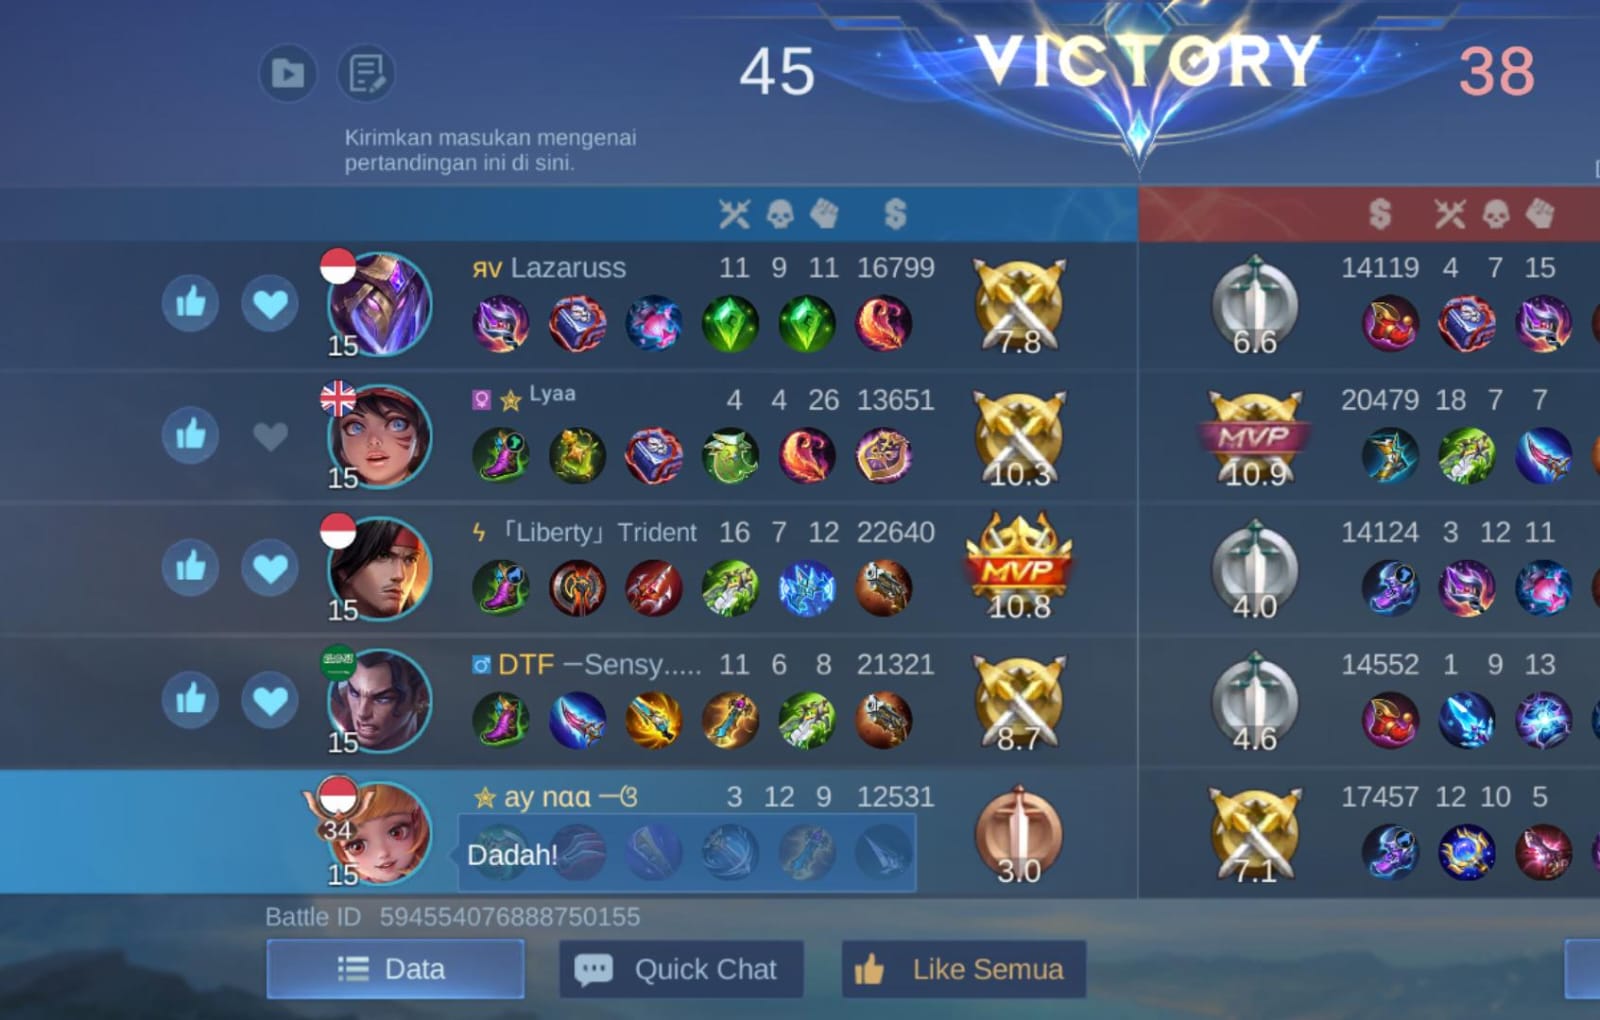 45 VICTORY 38
Kirimkan masukan mengenai
pertandingan ini di sini.
ЯV Lazaruss 11 9 11 16799 7.8 6.6 14119 4 7 15
15
Lyaa 4 4 26 13651 10.3 MVP 10.9 20479 18 7 7
15
「Liberty」 Trident 16 7 12 22640 MVP 10.8 4.0 14124 3 12 11
15
DTF —Sensy..... 11 6 8 21321 8.7 4.6 14552 1 9 13
15
ay nαα —ଓ 3 12 9 12531 3.0 7.1 17457 12 10 5
34
15
Dadah!
Battle ID 594554076888750155
Data Quick Chat Like Semua